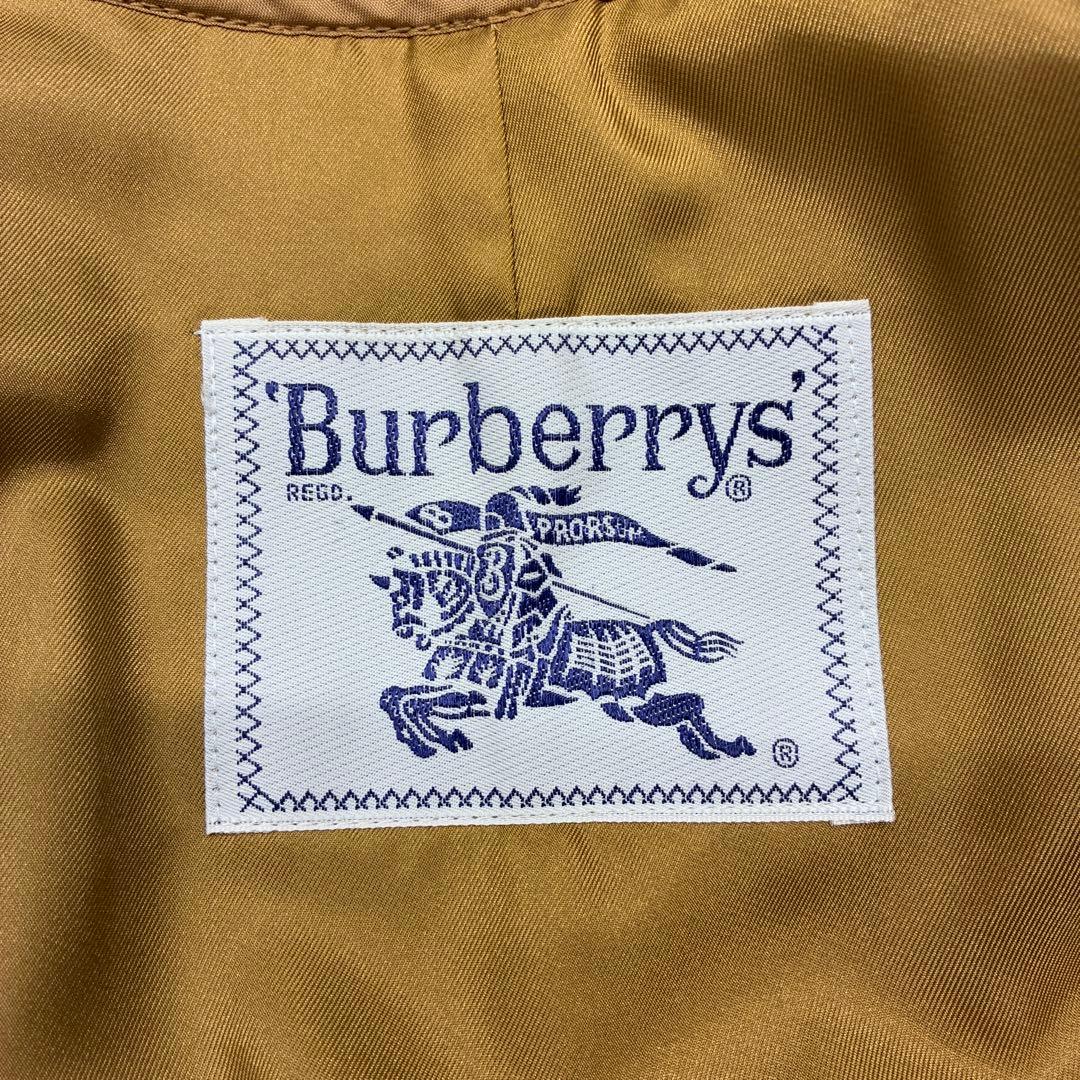 'Burberrys'
REGD. ®
B PRORSUM
B
®